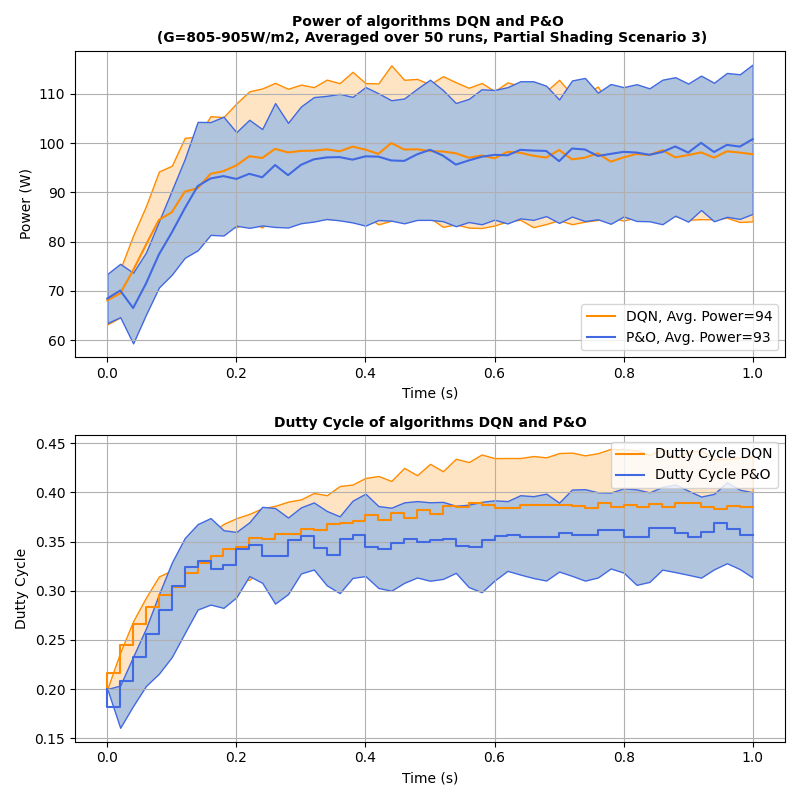 Power of algorithms DQN and P&O
(G=805-905W/m2, Averaged over 50 runs, Partial Shading Scenario 3)
110
100
90
80
70
60
Power (W)
DQN, Avg. Power=94
P&O, Avg. Power=93
0.0 0.2 0.4 0.6 0.8 1.0
Time (s)
Dutty Cycle of algorithms DQN and P&O
0.45
0.40
0.35
0.30
0.25
0.20
0.15
Dutty Cycle
Dutty Cycle DQN
Dutty Cycle P&O
0.0 0.2 0.4 0.6 0.8 1.0
Time (s)